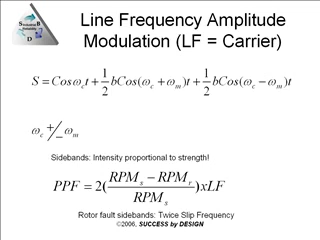 Line Frequency Amplitude
Modulation (LF = Carrier)
S = Cosω_c t + 1/2 bCos(ω_c + ω_m)t + 1/2 bCos(ω_c − ω_m)t
ω_c +/− ω_m
Sidebands: Intensity proportional to strength!
PPF = 2((RPM_s − RPM_r)/RPM_s)xLF
Rotor fault sidebands: Twice Slip Frequency
©2006, SUCCESS by DESIGN